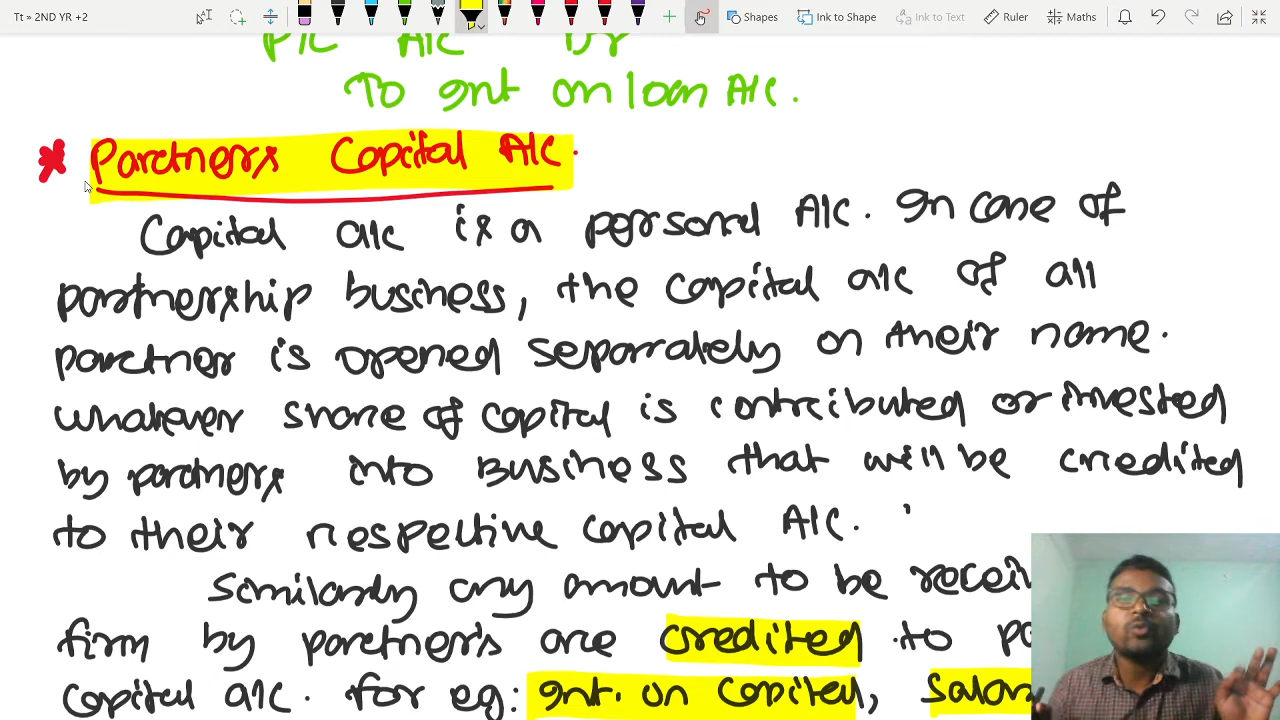 Tt » 2ND YR +2
Shapes Ink to Shape Ink to Text Ruler Maths
P/C A/C Dr
To Int on loan A/C.
* Partners Capital A/C.
Capital a/c is a personal A/C. In case of
partnership business, the capital a/c of all
partner is opened separately on their name.
whatever share of capital is contributed or invested
by partners into business that will be credited
to their respective capital A/C.
Similarly any amount to be
firm by partner's are credited to
capital a/c. for eg: Int. on capital,